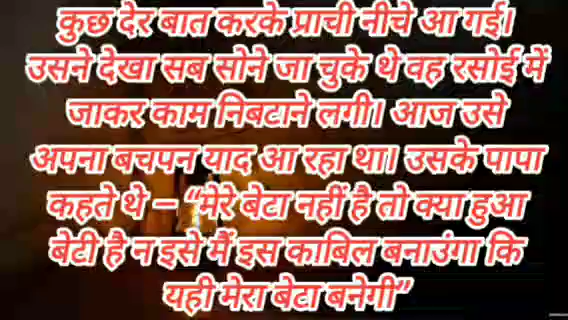 कुछ देर बात करके प्राची नीचे आ गई।
उसने देखा सब सोने जा चुके थे वह रसोई में
जाकर काम निबटाने लगी। आज उसे
अपना बचपन याद आ रहा था। उसके पापा
कहते थे – “मेरे बेटा नहीं है तो क्या हुआ
बेटी है न इसे मैं इस काबिल बनाउंगा कि
यही मेरा बेटा बनेगी”